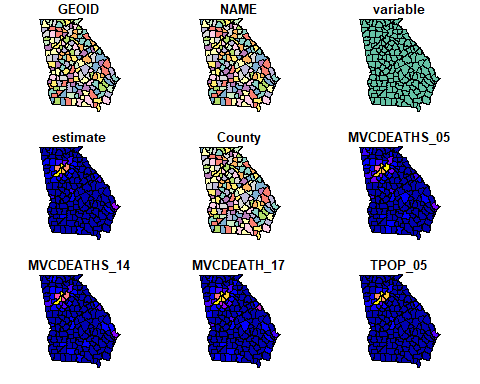 GEOID
NAME
variable
estimate
County
MVCDEATHS_05
MVCDEATHS_14
MVCDEATH_17
TPOP_05